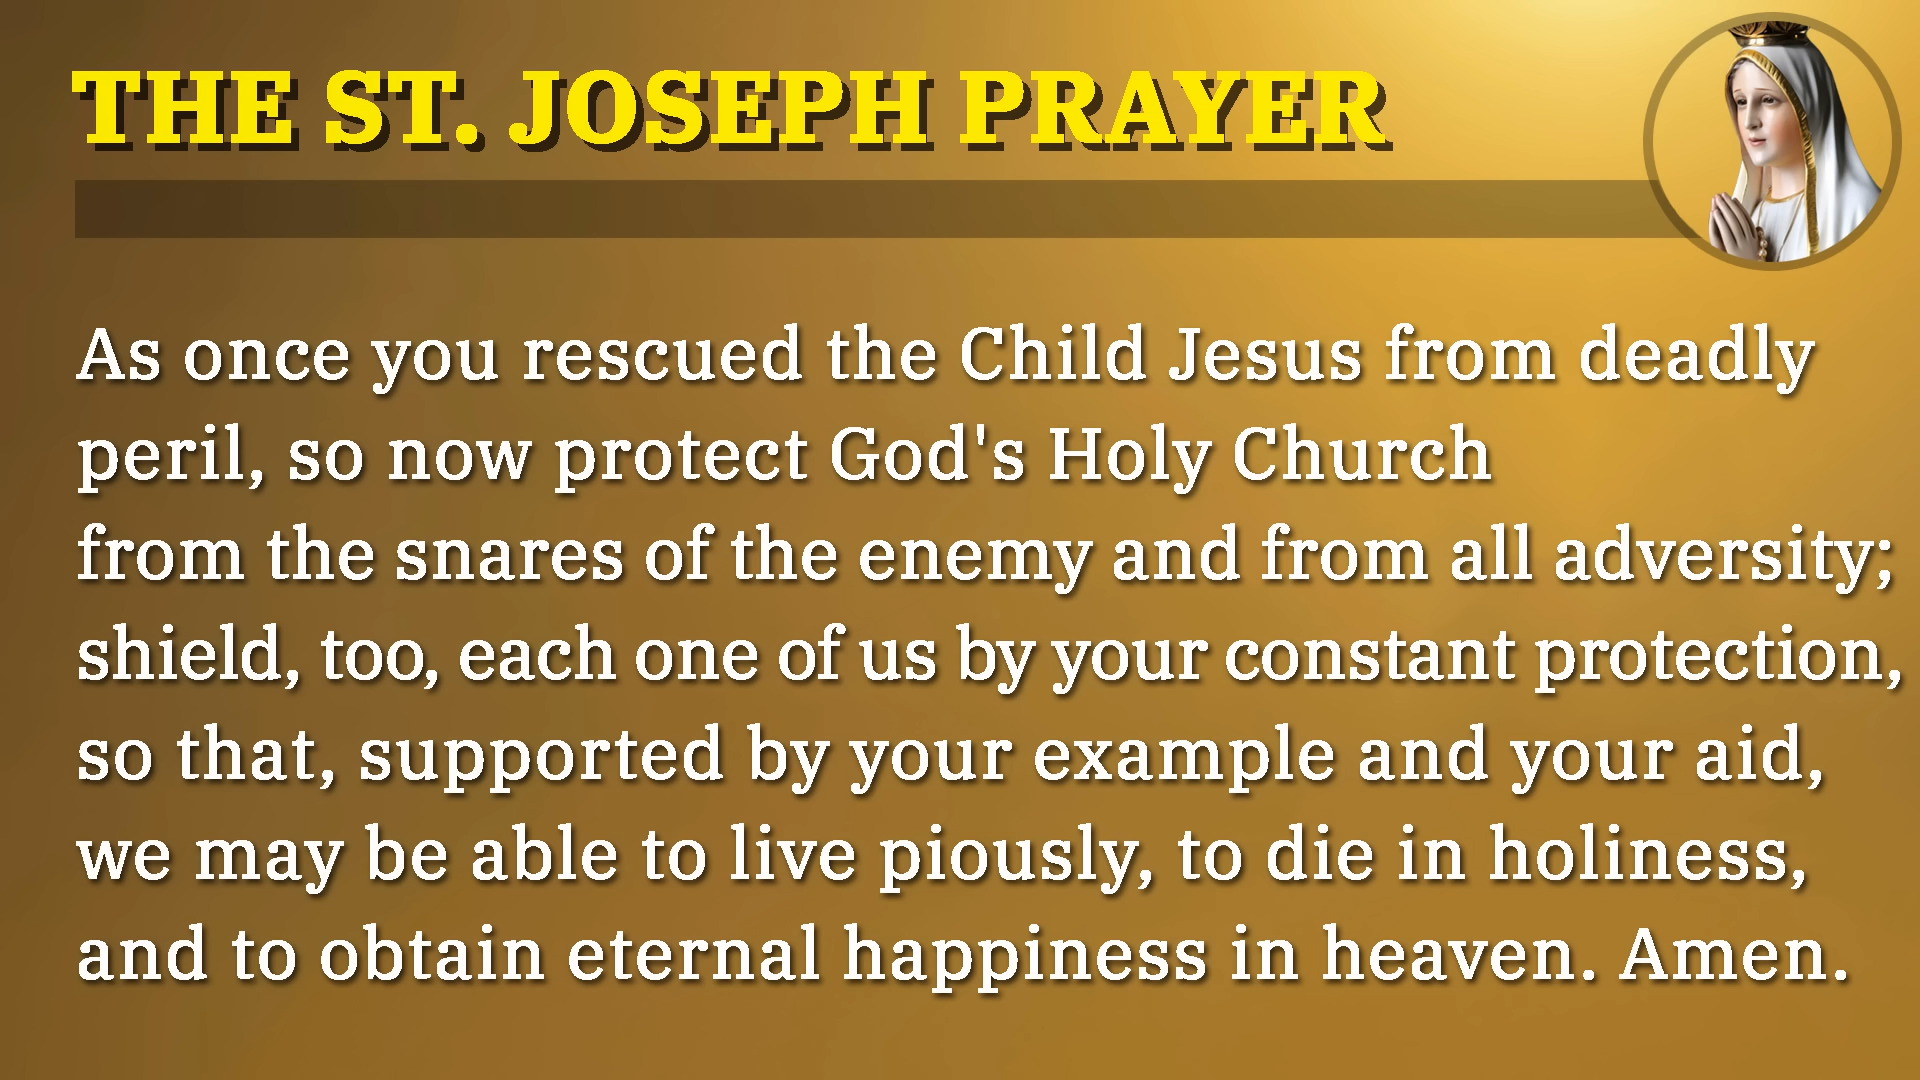 THE ST. JOSEPH PRAYER
As once you rescued the Child Jesus from deadly
peril, so now protect God's Holy Church
from the snares of the enemy and from all adversity;
shield, too, each one of us by your constant protection,
so that, supported by your example and your aid,
we may be able to live piously, to die in holiness,
and to obtain eternal happiness in heaven. Amen.